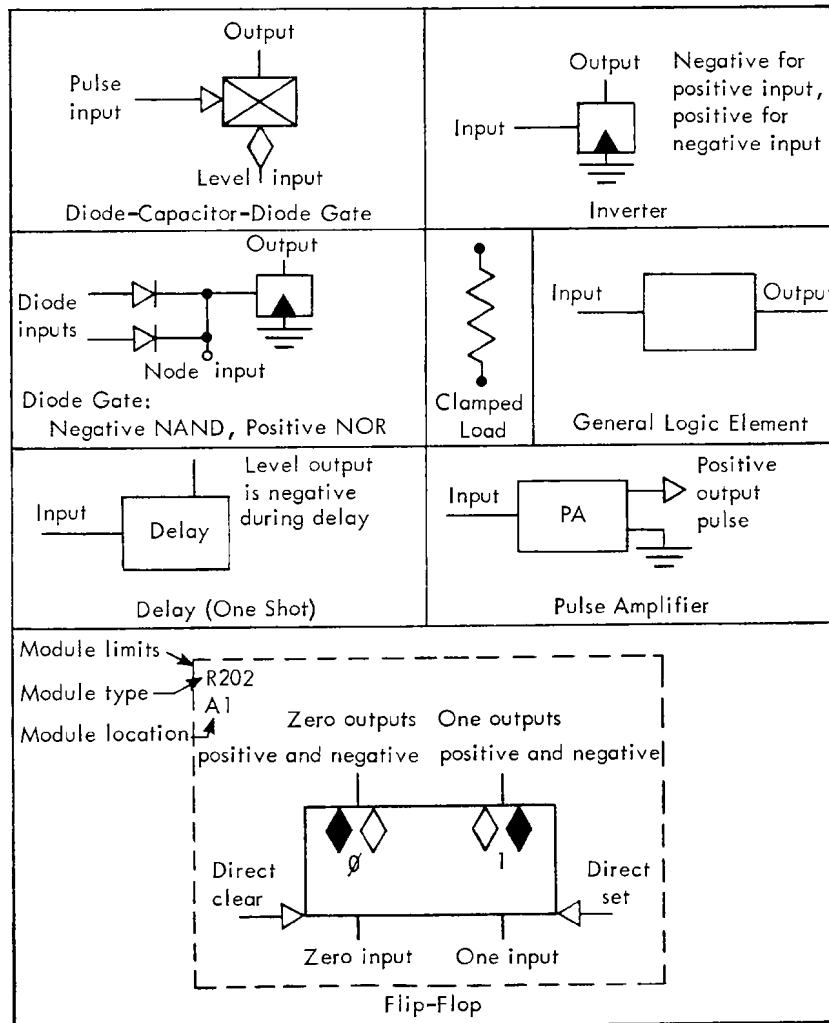 Output
Pulse
input
Level input
Diode-Capacitor-Diode Gate
Output
Input
Negative for
positive input,
positive for
negative input
Inverter
Output
Diode
inputs
Node input
Diode Gate:
Negative NAND, Positive NOR
Clamped
Load
Input
Output
General Logic Element
Level output
is negative
during delay
Input
Delay
Delay (One Shot)
Input
PA
Positive
output
pulse
Pulse Amplifier
Module limits
Module type
R202
A1
Module location
Zero outputs
positive and negative
One outputs
positive and negative
0
1
Direct
clear
Direct
set
Zero input
One input
Flip-Flop